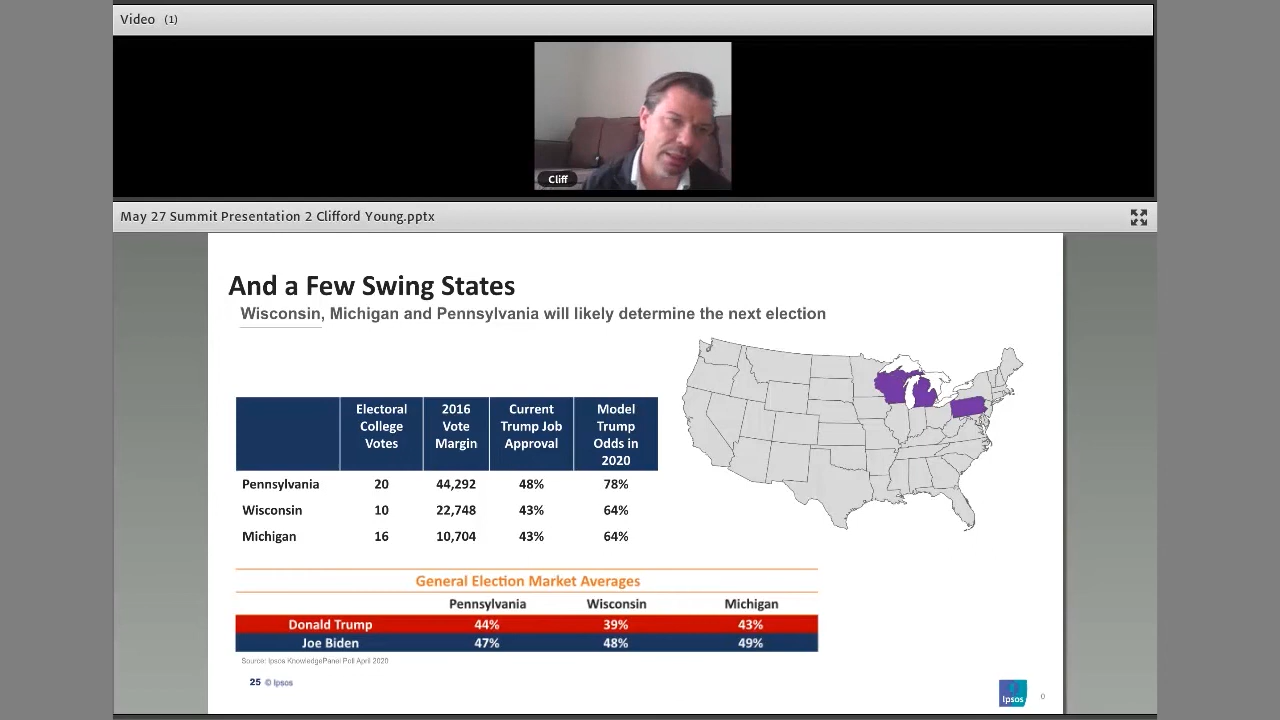 Video (1)
Cliff
May 27 Summit Presentation 2 Clifford Young.pptx
And a Few Swing States
Wisconsin, Michigan and Pennsylvania will likely determine the next election
Electoral College Votes 2016 Vote Margin Current Trump Job Approval Model Trump Odds in 2020
Pennsylvania 20 44,292 48% 78%
Wisconsin 10 22,748 43% 64%
Michigan 16 10,704 43% 64%
General Election Market Averages
Pennsylvania Wisconsin Michigan
Donald Trump 44% 39% 43%
Joe Biden 47% 48% 49%
Source: Ipsos KnowledgePanel Poll April 2020
25 © Ipsos
Ipsos
0